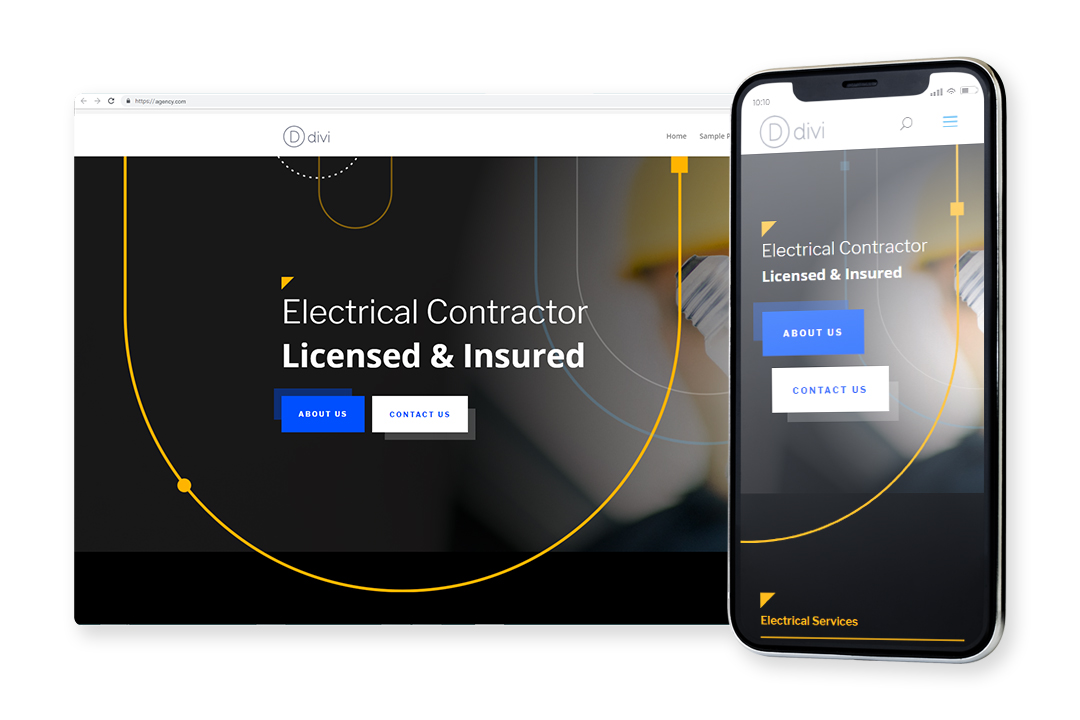 https://agency.com
D divi
Home Sample P
Electrical Contractor
Licensed & Insured
ABOUT US CONTACT US
10:10
D divi
Electrical Contractor
Licensed & Insured
ABOUT US
CONTACT US
Electrical Services